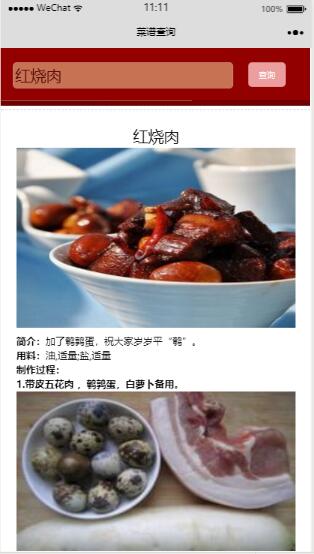 WeChat
11:11
100%
菜谱查询
红烧肉
查询
红烧肉
简介：加了鹌鹑蛋，祝大家岁岁平“鹌”。
用料：油,适量;盐,适量
制作过程：
1.带皮五花肉 ，鹌鹑蛋，白萝卜备用。